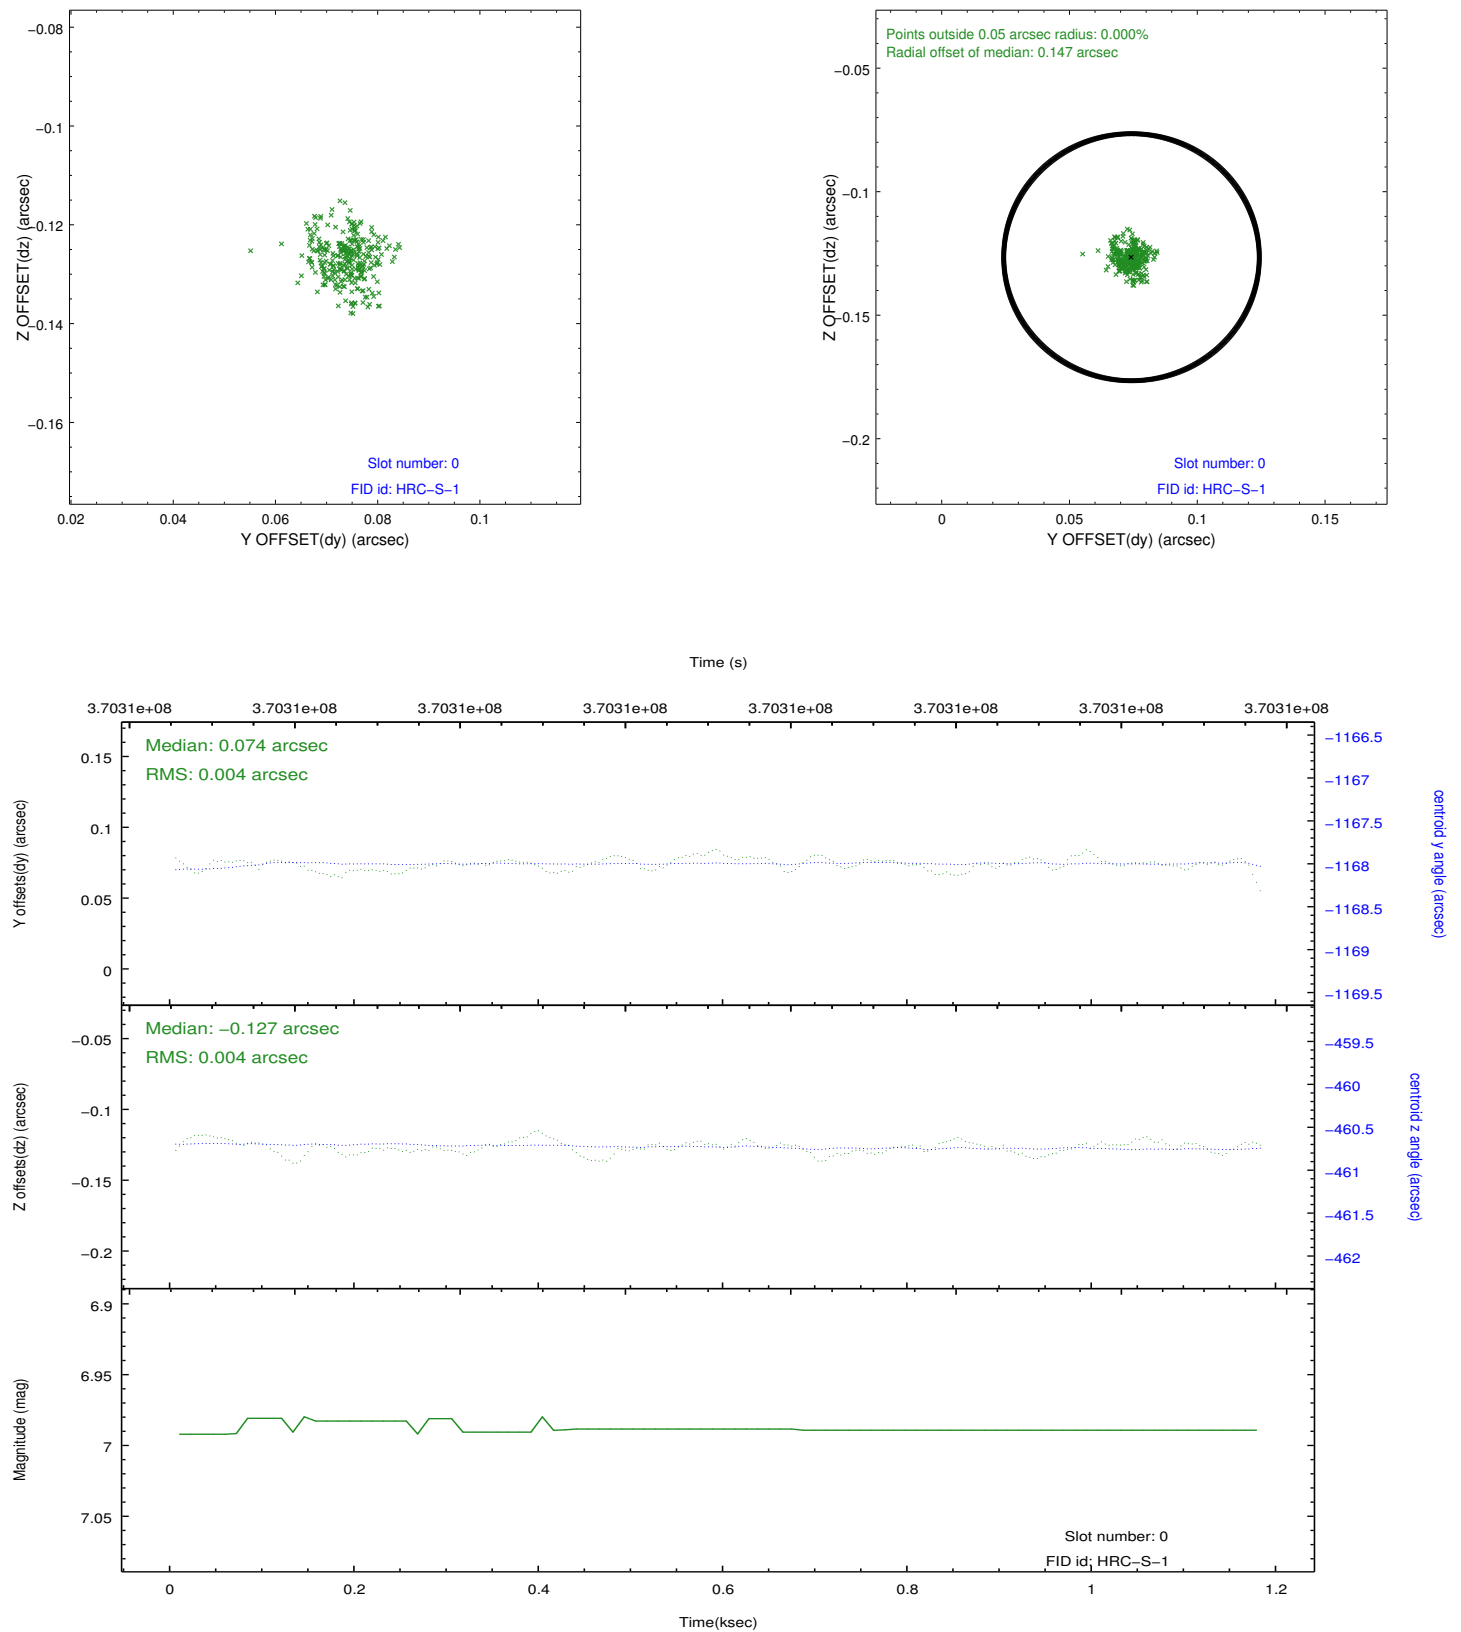 −0.08
−0.1
−0.12
−0.14
−0.16
Z OFFSET(dz) (arcsec)
Slot number: 0
FID id: HRC−S−1
0.02 0.04 0.06 0.08 0.1
Y OFFSET(dy) (arcsec)
Points outside 0.05 arcsec radius: 0.000%
Radial offset of median: 0.147 arcsec
−0.05
−0.1
−0.15
−0.2
Z OFFSET(dz) (arcsec)
Slot number: 0
FID id: HRC−S−1
0 0.05 0.1 0.15
Y OFFSET(dy) (arcsec)
Time (s)
3.7031e+08 3.7031e+08 3.7031e+08 3.7031e+08 3.7031e+08 3.7031e+08 3.7031e+08 3.7031e+08
Median: 0.074 arcsec
RMS: 0.004 arcsec
0.15
0.1
0.05
0
Y offsets(dy) (arcsec)
−1166.5
−1167
−1167.5
−1168
−1168.5
−1169
−1169.5
centroid y angle (arcsec)
Median: −0.127 arcsec
RMS: 0.004 arcsec
−0.05
−0.1
−0.15
−0.2
Z offsets(dz) (arcsec)
−459.5
−460
−460.5
−461
−461.5
−462
centroid z angle (arcsec)
6.9
6.95
7
7.05
Magnitude (mag)
Slot number: 0
FID id: HRC−S−1
0 0.2 0.4 0.6 0.8 1 1.2
Time(ksec)